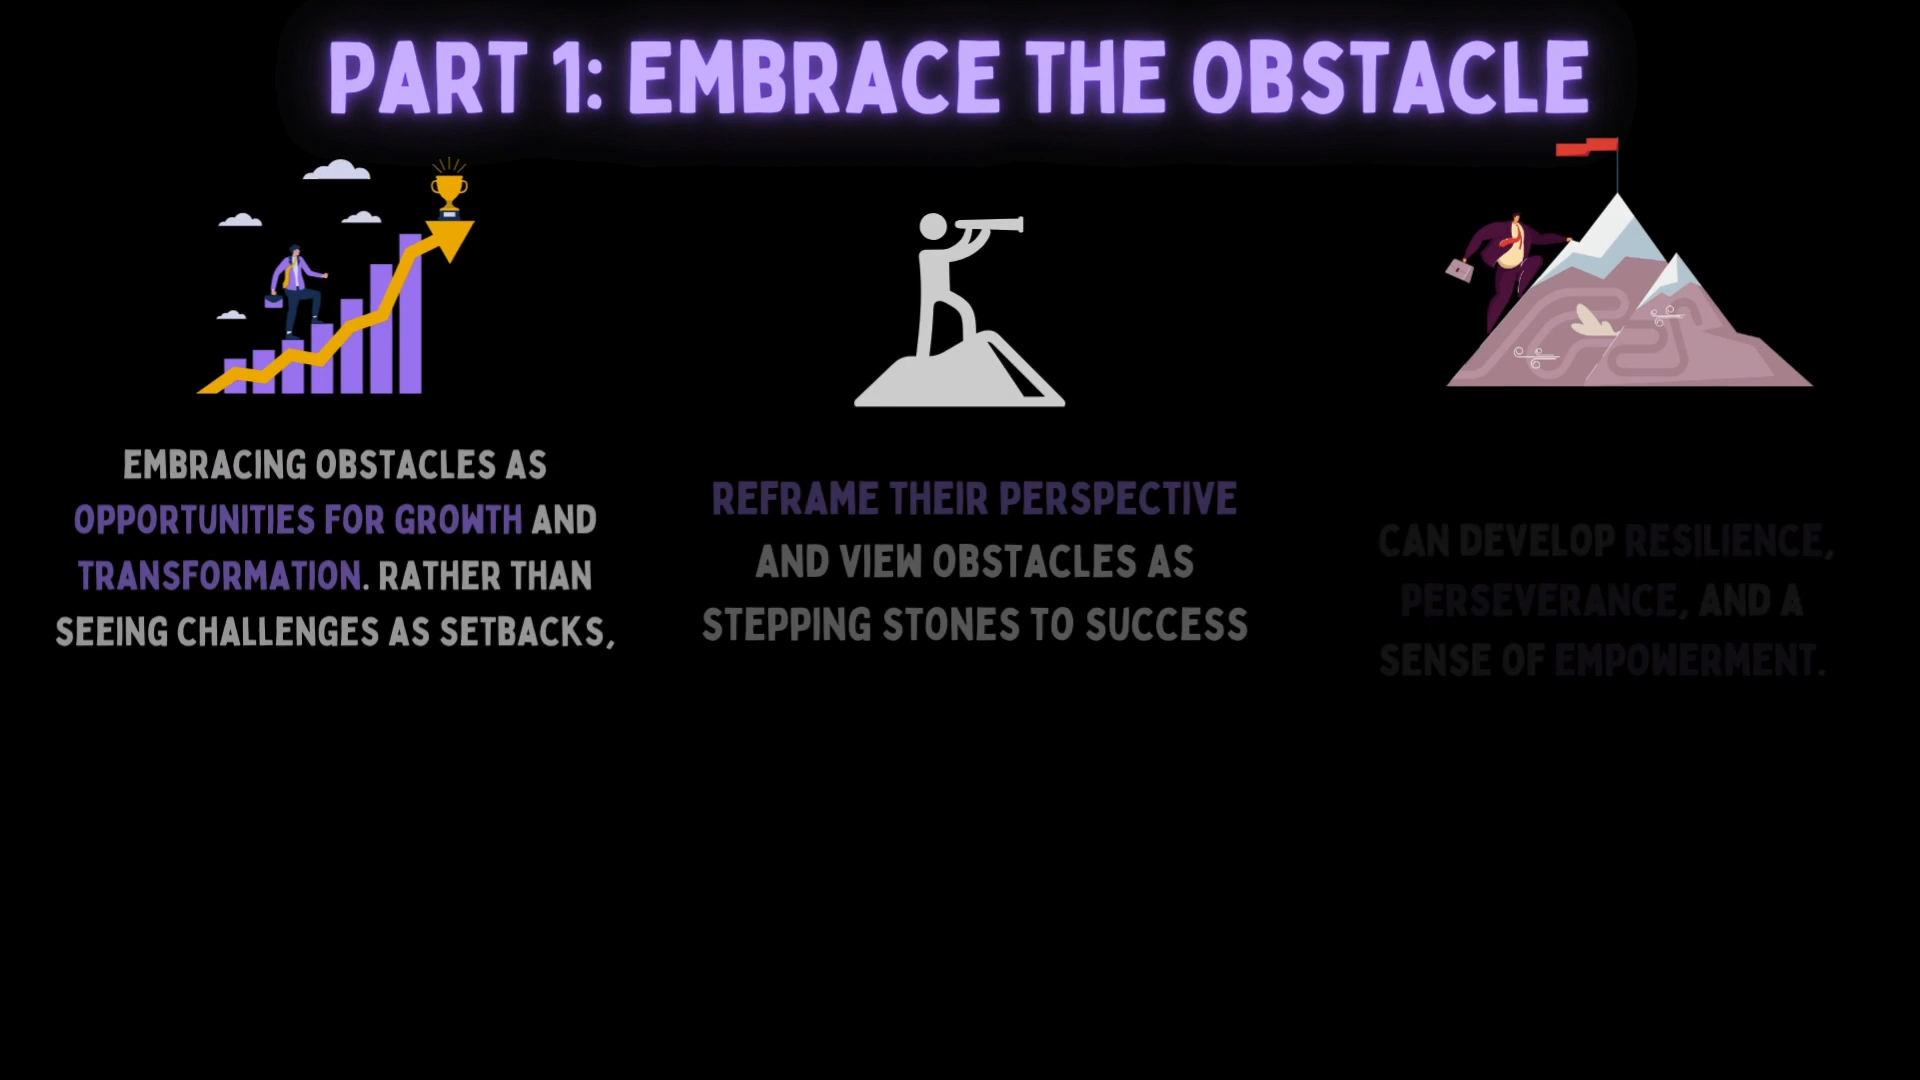 PART 1: EMBRACE THE OBSTACLE
EMBRACING OBSTACLES AS
OPPORTUNITIES FOR GROWTH AND
TRANSFORMATION. RATHER THAN
SEEING CHALLENGES AS SETBACKS,
REFRAME THEIR PERSPECTIVE
AND VIEW OBSTACLES AS
STEPPING STONES TO SUCCESS
CAN DEVELOP RESILIENCE,
PERSEVERANCE, AND A
SENSE OF EMPOWERMENT.